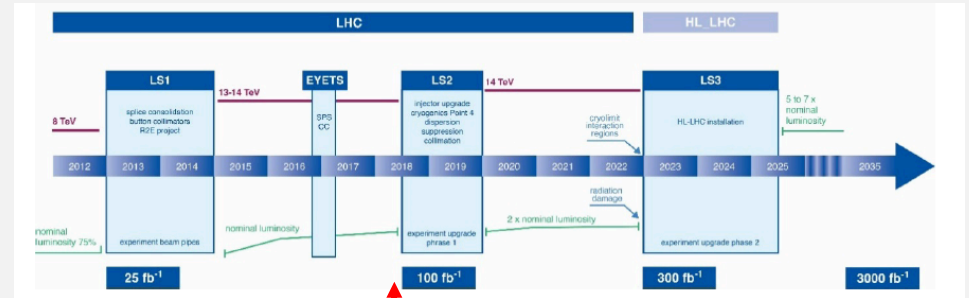 LHC
HL_LHC
LS1
EYETS
LS2
LS3
8 TeV
splice consolidation
button collimators
R2E project
13-14 TeV
SPS
CC
injector upgrade
cryogenics Point 4
dispersion
suppression
collimation
14 TeV
cryolimit
interaction
regions
HL-LHC installation
5 to 7 x
nominal
luminosity
2012
2013
2014
2015
2016
2017
2018
2019
2020
2021
2022
2023
2024
2025
2035
nominal
luminosity 75%
experiment beam pipes
nominal luminosity
experiment upgrade
phrase 1
2 x nominal luminosity
radiation
damage
experiment upgrade phase 2
25 fb⁻¹
100 fb⁻¹
300 fb⁻¹
3000 fb⁻¹